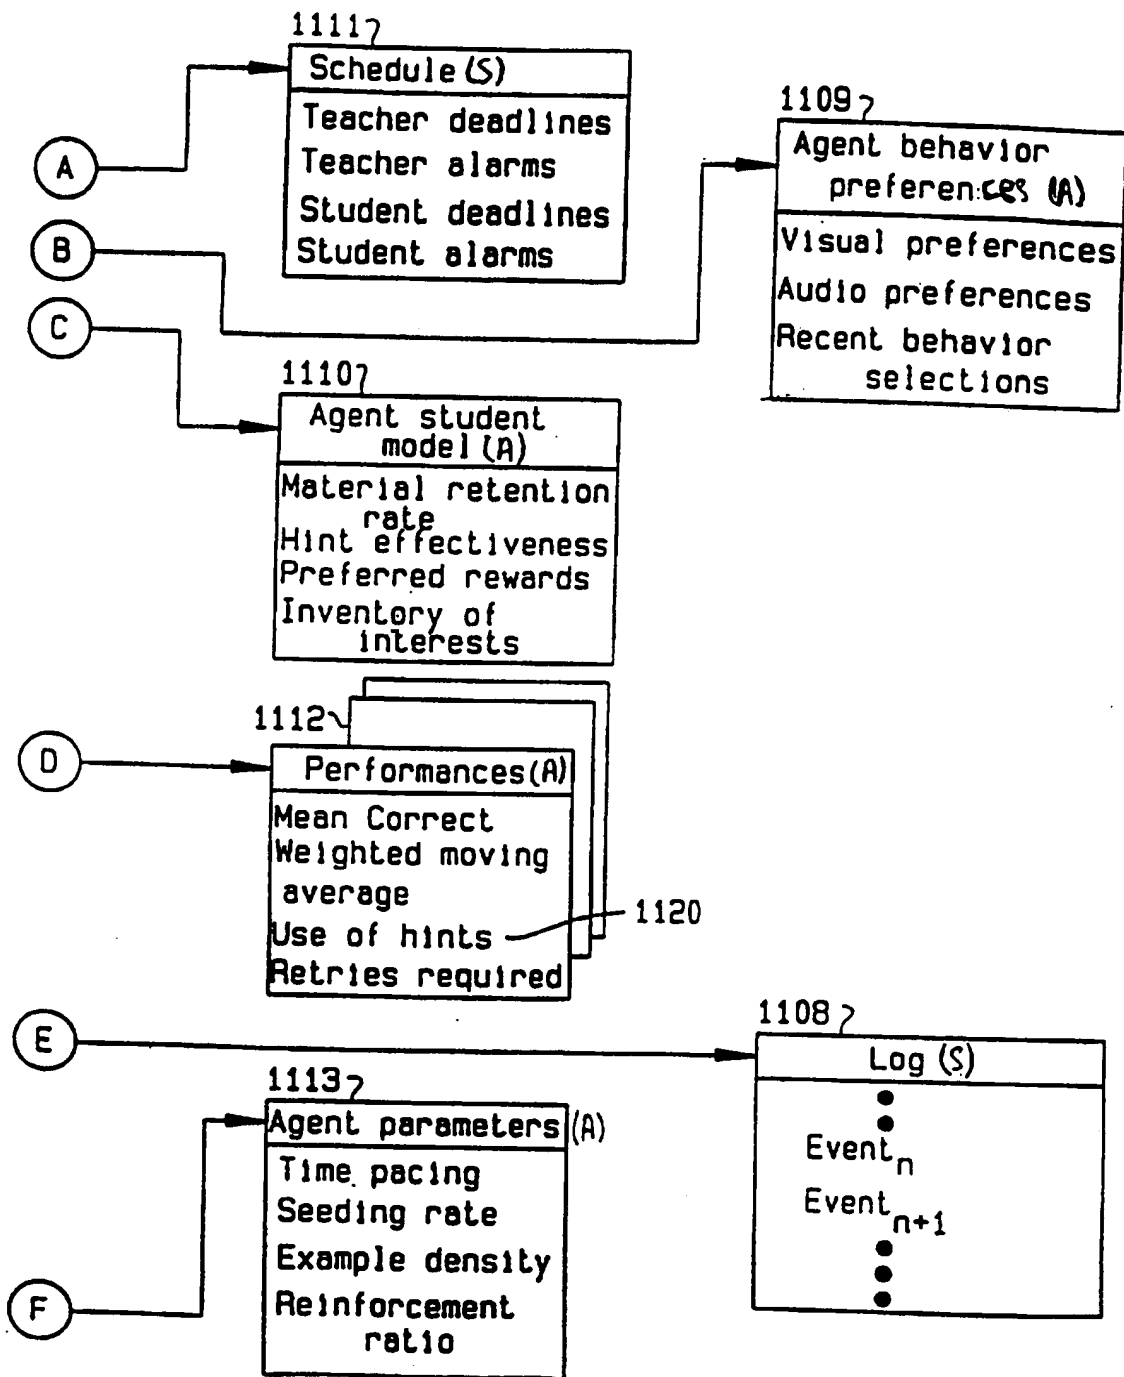 1111
Schedule (S)
Teacher deadlines
Teacher alarms
Student deadlines
Student alarms
A
B
C
1109
Agent behavior
preferences (A)
Visual preferences
Audio preferences
Recent behavior
selections
1110
Agent student
model (A)
Material retention
rate
Hint effectiveness
Preferred rewards
Inventory of
interests
1112
D
Performances (A)
Mean Correct
Weighted moving
average
Use of hints
1120
Retries required
E
1108
Log (S)
Event n
Event n+1
1113
Agent parameters (A)
Time pacing
Seeding rate
Example density
Reinforcement
ratio
F